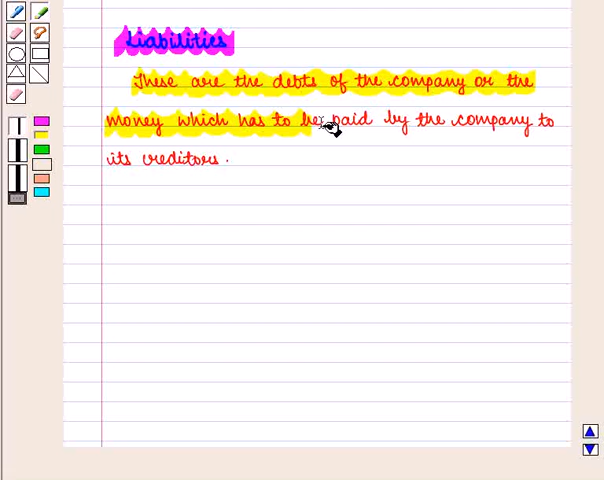 Liabilities
These are the debts of the company or the
money which has to be paid by the company to
its creditors.